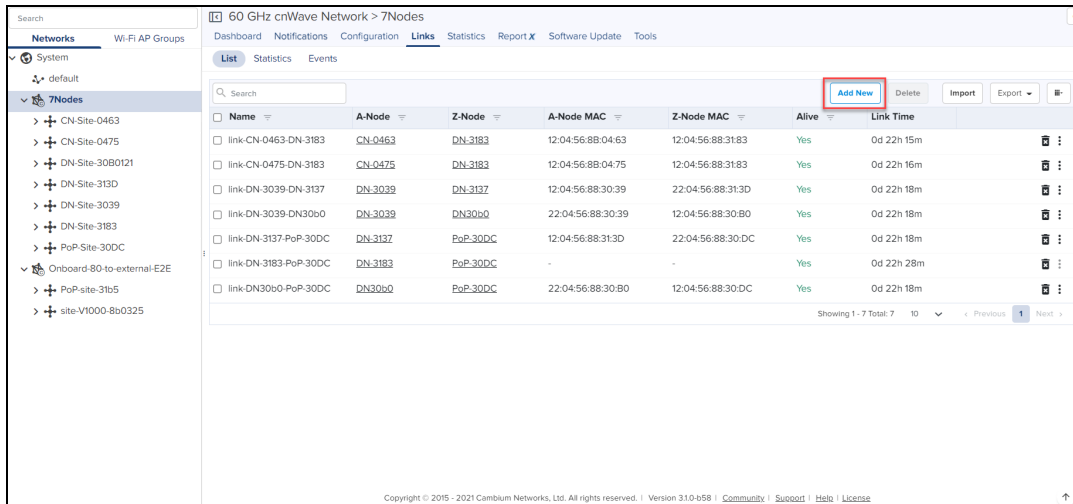 Search
Networks Wi-Fi AP Groups
System
default
7Nodes
CN-Site-0463
CN-Site-0475
DN-Site-30B0121
DN-Site-313D
DN-Site-3039
DN-Site-3183
PoP-Site-30DC
Onboard-80-to-external-E2E
PoP-site-31b5
site-V1000-8b0325
60 GHz cnWave Network > 7Nodes
Dashboard Notifications Configuration Links Statistics Report X Software Update Tools
List Statistics Events
Search Add New Delete Import Export
Name A-Node Z-Node A-Node MAC Z-Node MAC Alive Link Time
link-CN-0463-DN-3183 CN-0463 DN-3183 12:04:56:8B:04:63 12:04:56:88:31:83 Yes 0d 22h 15m
link-CN-0475-DN-3183 CN-0475 DN-3183 12:04:56:8B:04:75 12:04:56:88:31:83 Yes 0d 22h 16m
link-DN-3039-DN-3137 DN-3039 DN-3137 12:04:56:88:30:39 22:04:56:88:31:3D Yes 0d 22h 18m
link-DN-3039-DN30b0 DN-3039 DN30b0 22:04:56:88:30:39 12:04:56:88:30:B0 Yes 0d 22h 18m
link-DN-3137-PoP-30DC DN-3137 PoP-30DC 12:04:56:88:31:3D 22:04:56:88:30:DC Yes 0d 22h 18m
link-DN-3183-PoP-30DC DN-3183 PoP-30DC - - Yes 0d 22h 28m
link-DN30b0-PoP-30DC DN30b0 PoP-30DC 22:04:56:88:30:B0 12:04:56:88:30:DC Yes 0d 22h 18m
Showing 1 - 7 Total: 7 10 < Previous 1 Next >
Copyright © 2015 - 2021 Cambium Networks, Ltd. All rights reserved. | Version 3.1.0-b58 | Community | Support | Help | License